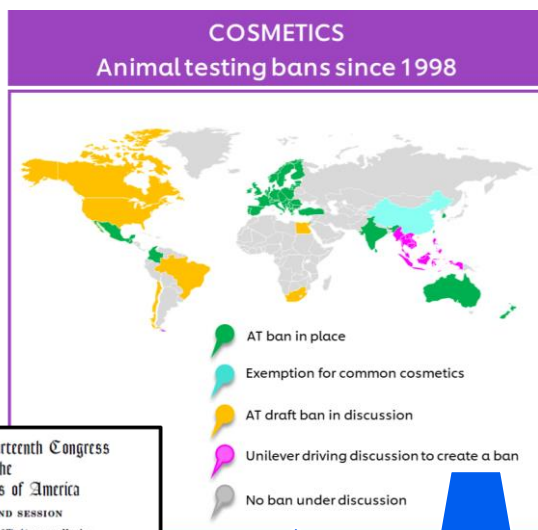 COSMETICS
Animal testing bans since 1998
AT ban in place
Exemption for common cosmetics
AT draft ban in discussion
Unilever driving discussion to create a ban
No ban under discussion
rteenth Congress
he
s of America
ND SESSION